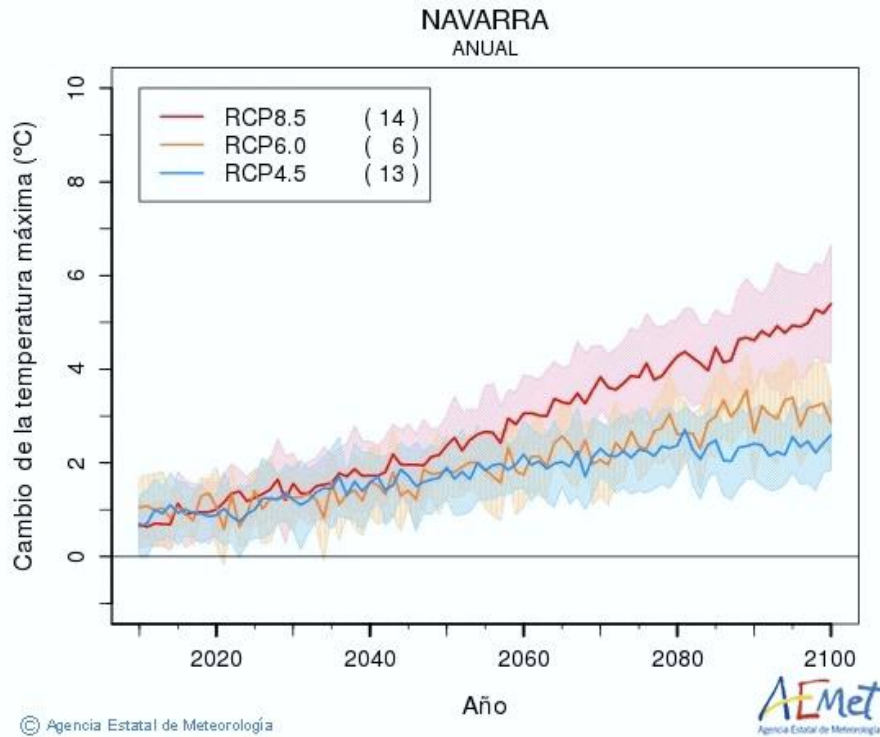 NAVARRA
ANUAL
Cambio de la temperatura máxima (ºC)
10
8
6
4
2
0
RCP8.5 ( 14 )
RCP6.0 ( 6 )
RCP4.5 ( 13 )
2020 2040 2060 2080 2100
Año
© Agencia Estatal de Meteorología
AEMet
Agencia Estatal de Meteorología